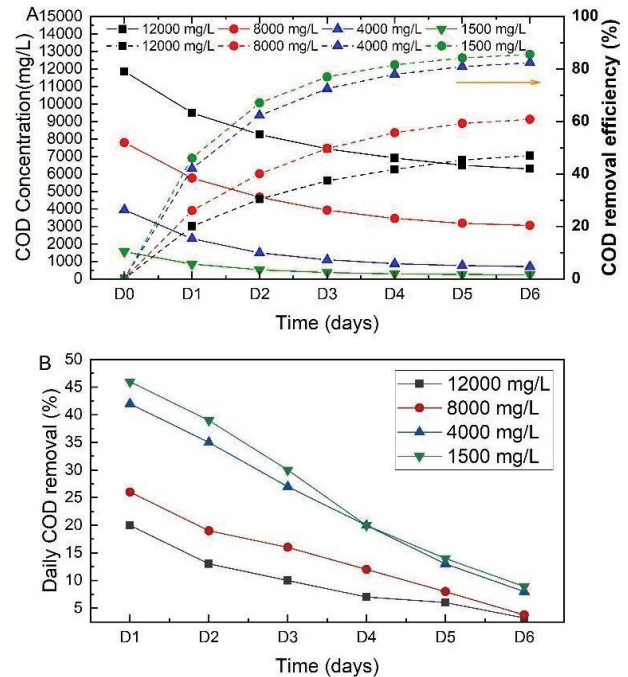 A
12000 mg/L 8000 mg/L 4000 mg/L 1500 mg/L
12000 mg/L 8000 mg/L 4000 mg/L 1500 mg/L
COD Concentration(mg/L)
15000
14000
13000
12000
11000
10000
9000
8000
7000
6000
5000
4000
3000
2000
1000
0
100
80
60
40
20
0
COD removal efficiency (%)
D0 D1 D2 D3 D4 D5 D6
Time (days)
B
Daily COD removal (%)
50
45
40
35
30
25
20
15
10
5
12000 mg/L
8000 mg/L
4000 mg/L
1500 mg/L
D1 D2 D3 D4 D5 D6
Time (days)